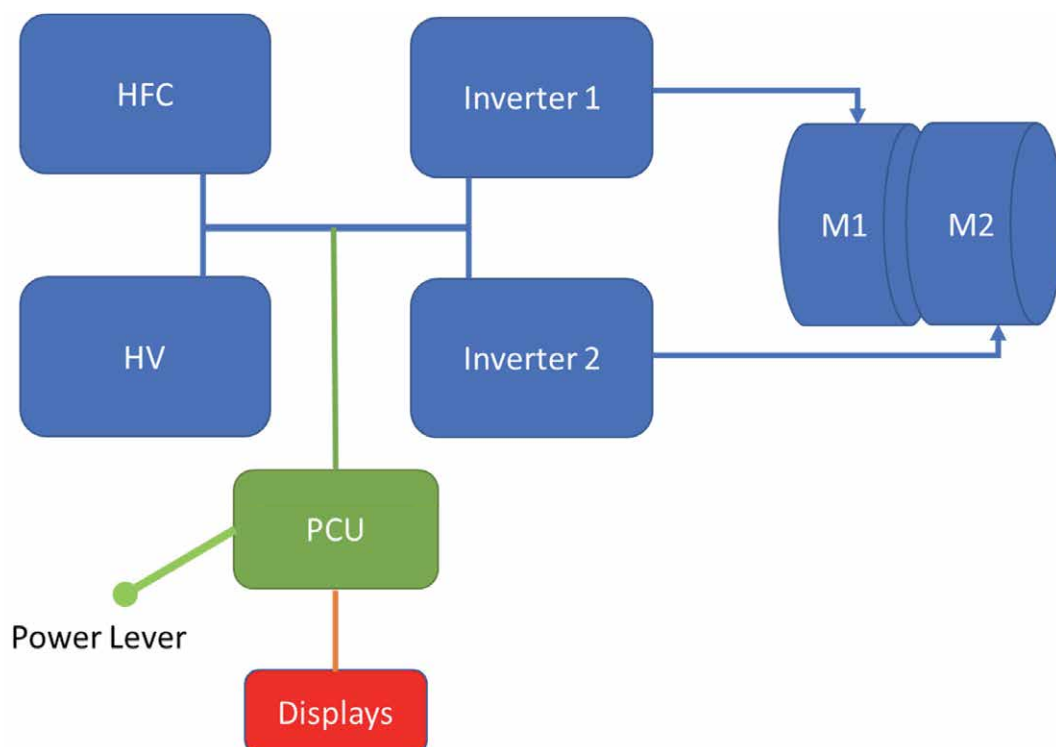 HFC
Inverter 1
M1
M2
HV
Inverter 2
PCU
Power Lever
Displays